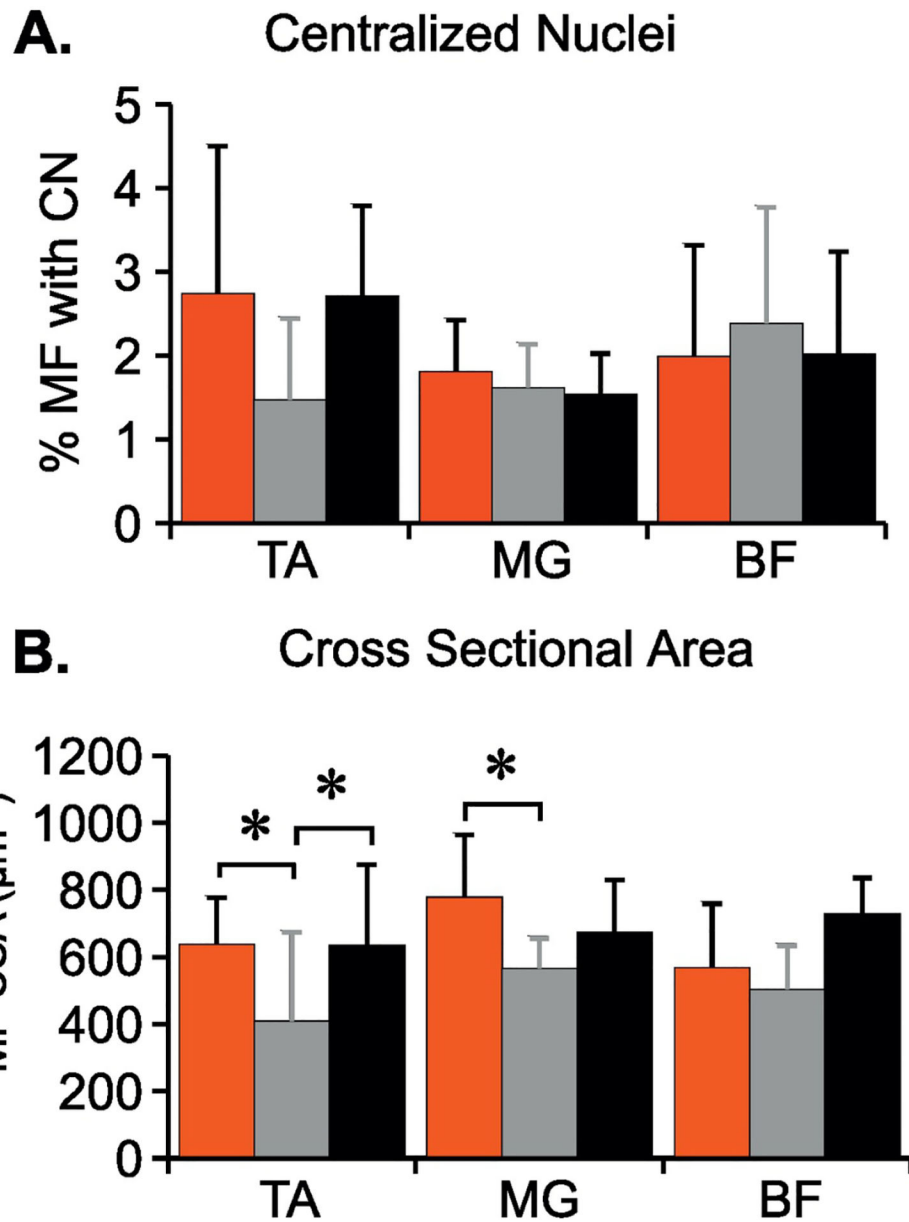 A. Centralized Nuclei
% MF with CN
5
4
3
2
1
0
TA MG BF
B. Cross Sectional Area
1200
1000
800
600
400
200
0
* * *
TA MG BF